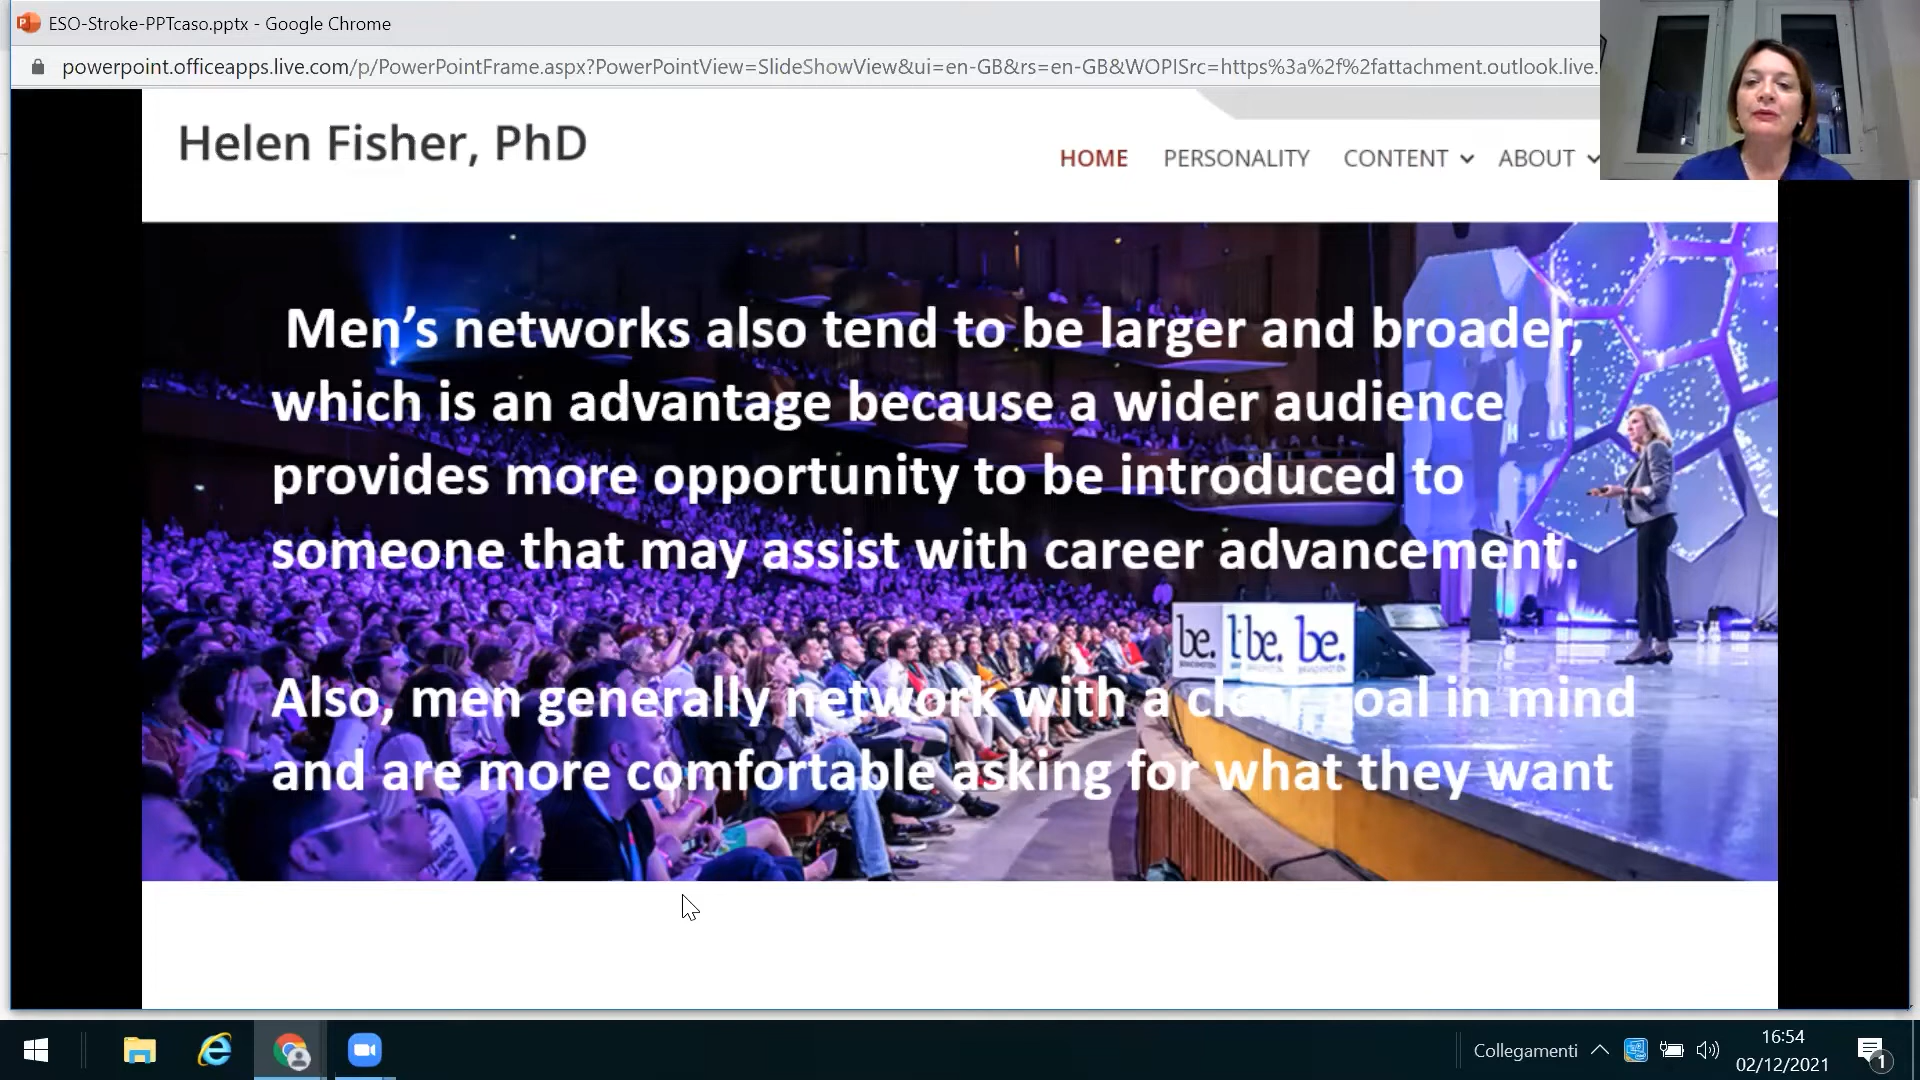 ESO-Stroke-PPTcaso.pptx - Google Chrome
powerpoint.officeapps.live.com/p/PowerPointFrame.aspx?PowerPointView=SlideShowView&ui=en-GB&rs=en-GB&WOPISrc=https%3a%2f%2fattachment.outlook.live.
Helen Fisher, PhD
HOME PERSONALITY CONTENT ABOUT
Men’s networks also tend to be larger and broader,
which is an advantage because a wider audience
provides more opportunity to be introduced to
someone that may assist with career advancement.
be. be. be.
Also, men generally network with a clear goal in mind
and are more comfortable asking for what they want
Collegamenti
16:54
02/12/2021
1